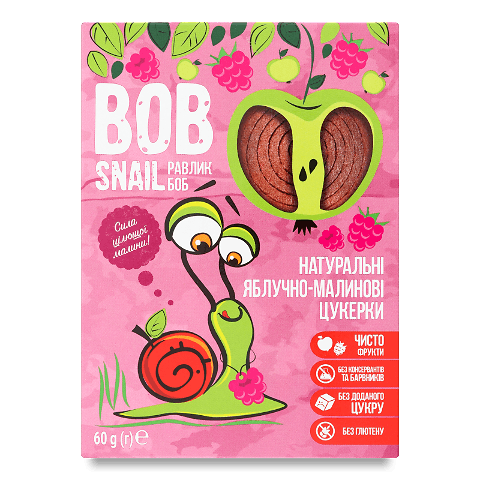 BOB
SNAIL РАВЛИК
БОБ
Сила
цілющої
малини!
НАТУРАЛЬНІ
ЯБЛУЧНО-МАЛИНОВІ
ЦУКЕРКИ
ЧИСТО
ФРУКТИ
БЕЗ КОНСЕРВАНТІВ
ТА БАРВНИКІВ
БЕЗ ДОДАНОГО
ЦУКРУ
БЕЗ ГЛЮТЕНУ
60 g (г) ℮